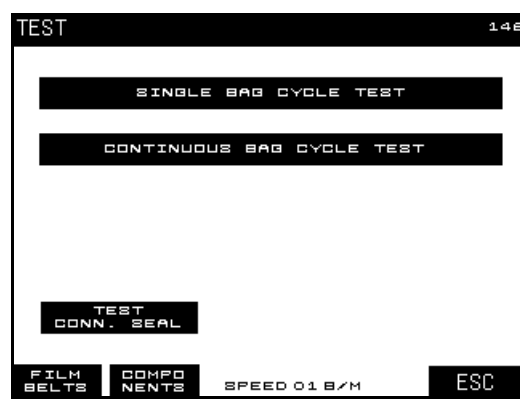 TEST 146
SINGLE BAG CYCLE TEST
CONTINUOUS BAG CYCLE TEST
TEST
CONN. SEAL
FILM
BELTS
COMPO
NENTS
SPEED 01 B/M
ESC